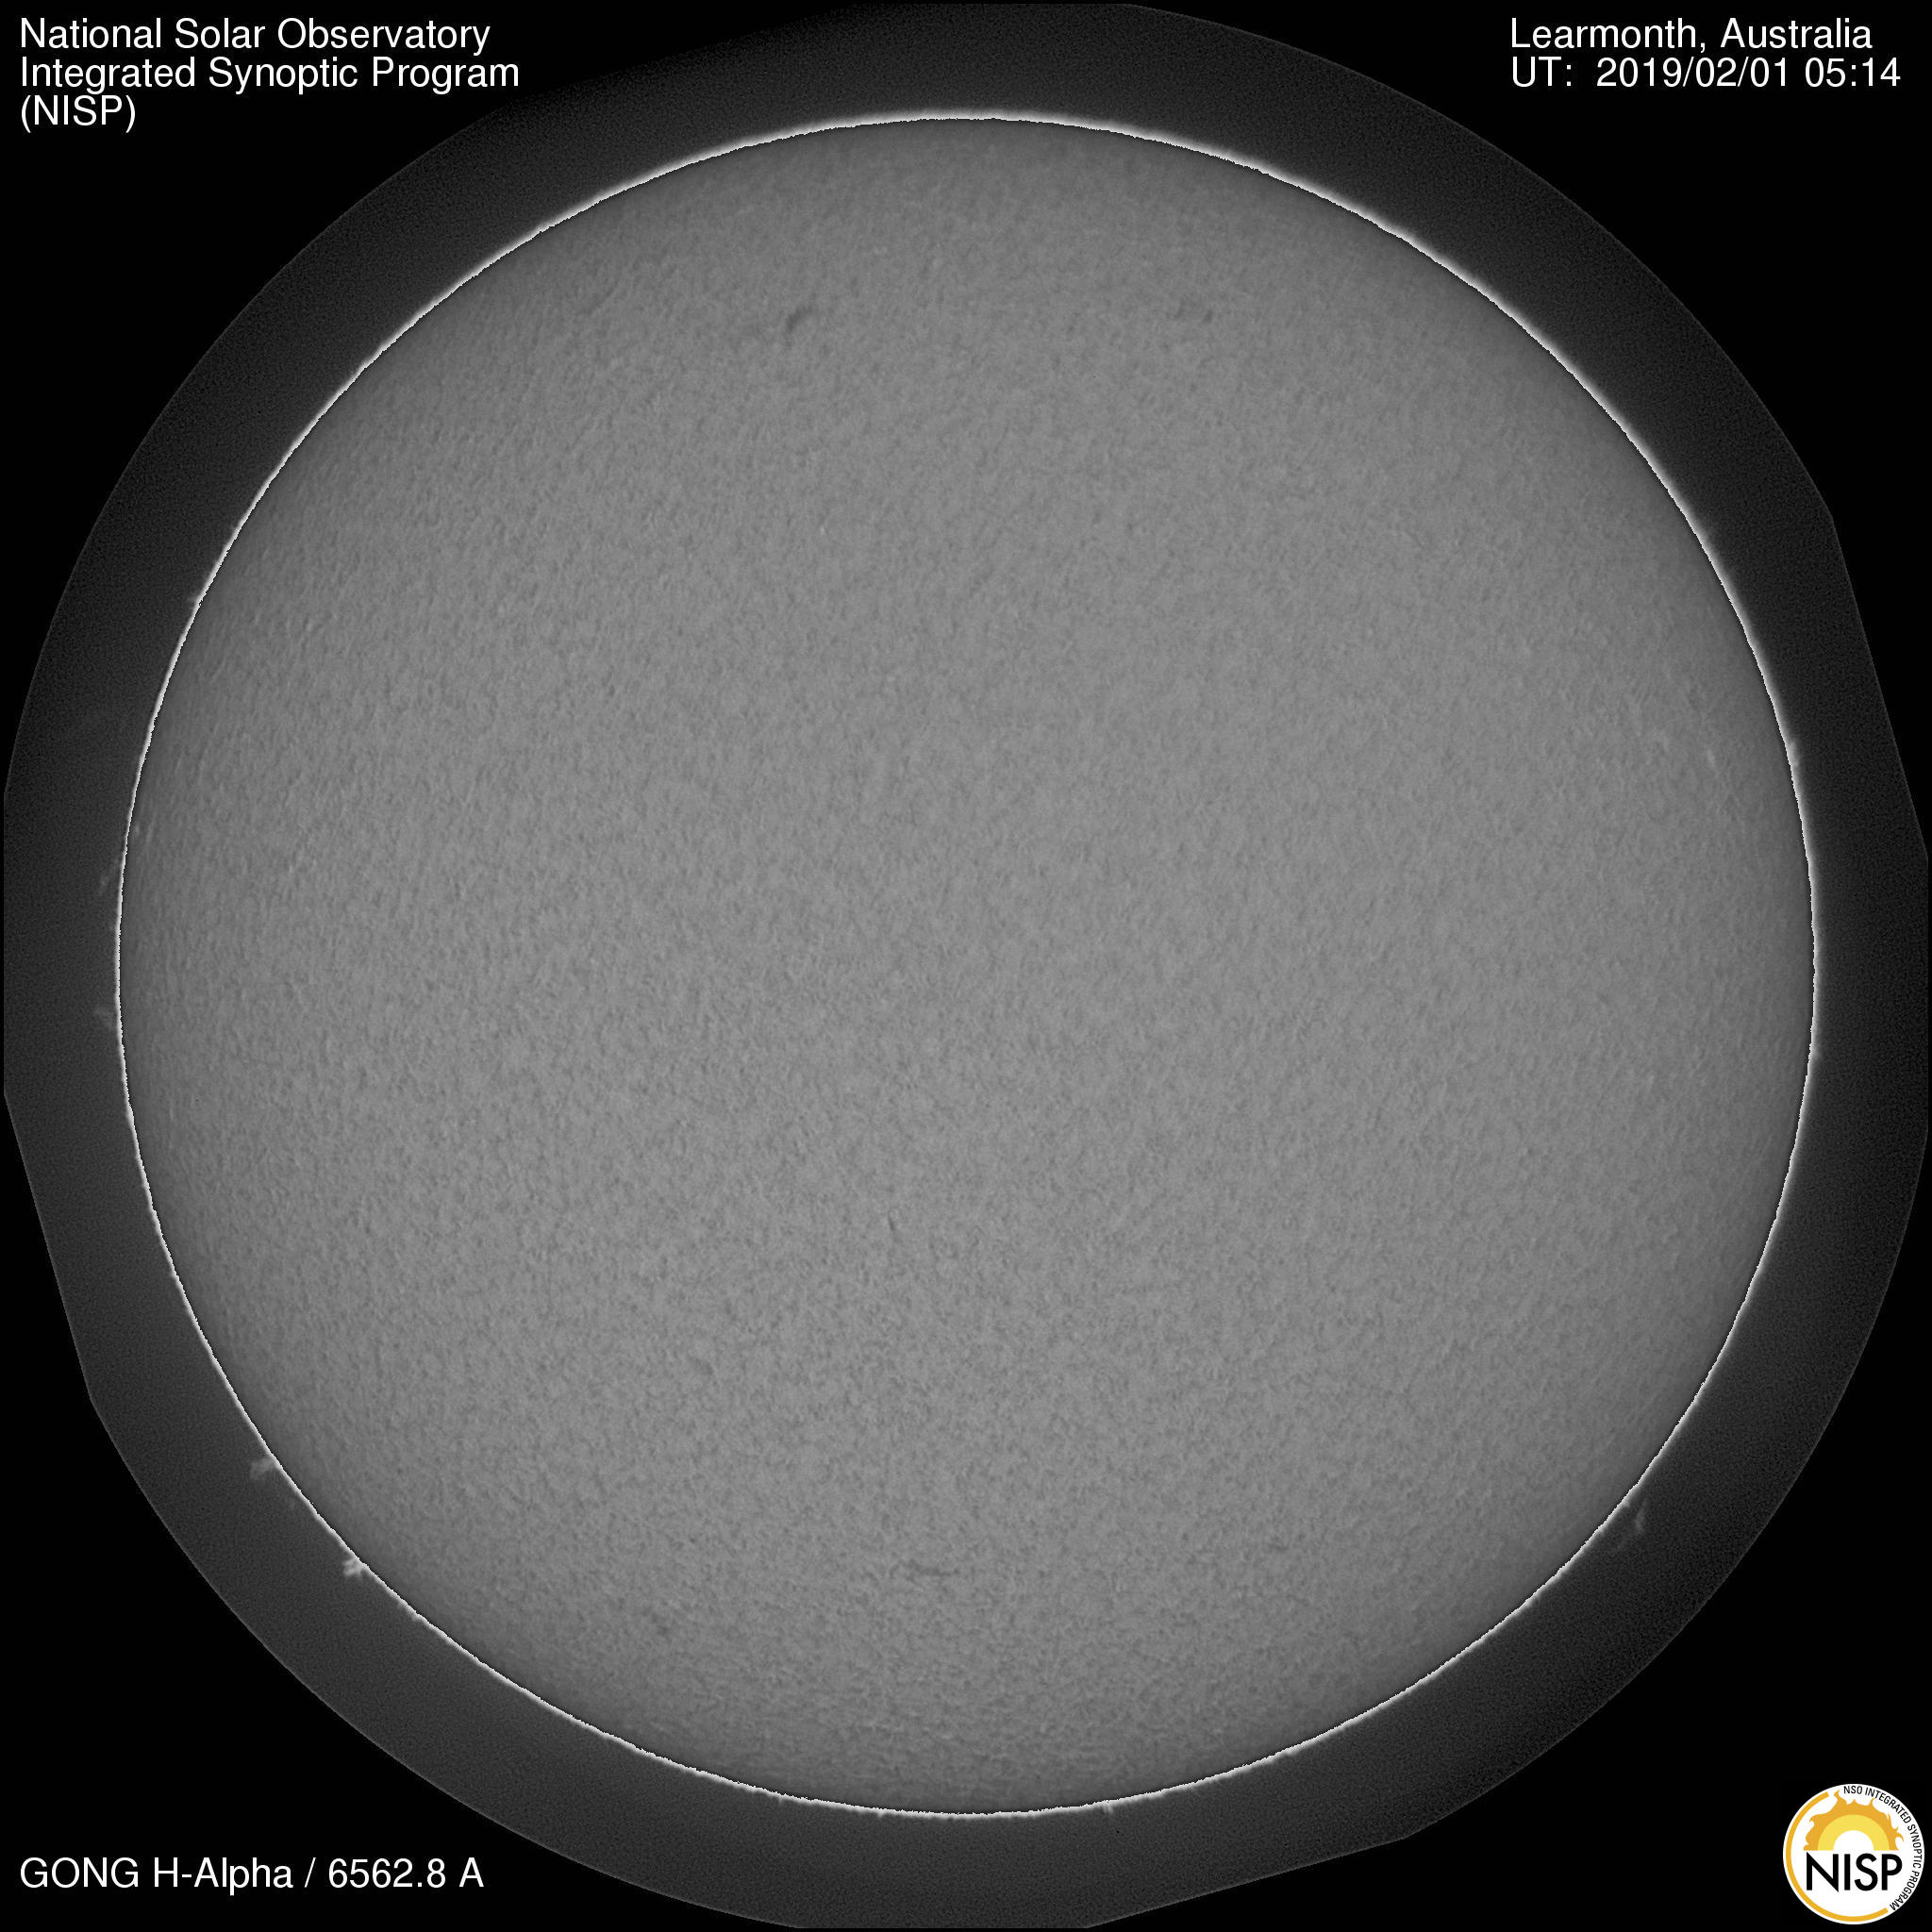 National Solar Observatory
Integrated Synoptic Program
(NISP)
Learmonth, Australia
UT: 2019/02/01 05:14
GONG H-Alpha / 6562.8 A
NSO INTEGRATED SYNOPTIC PROGRAM
NISP